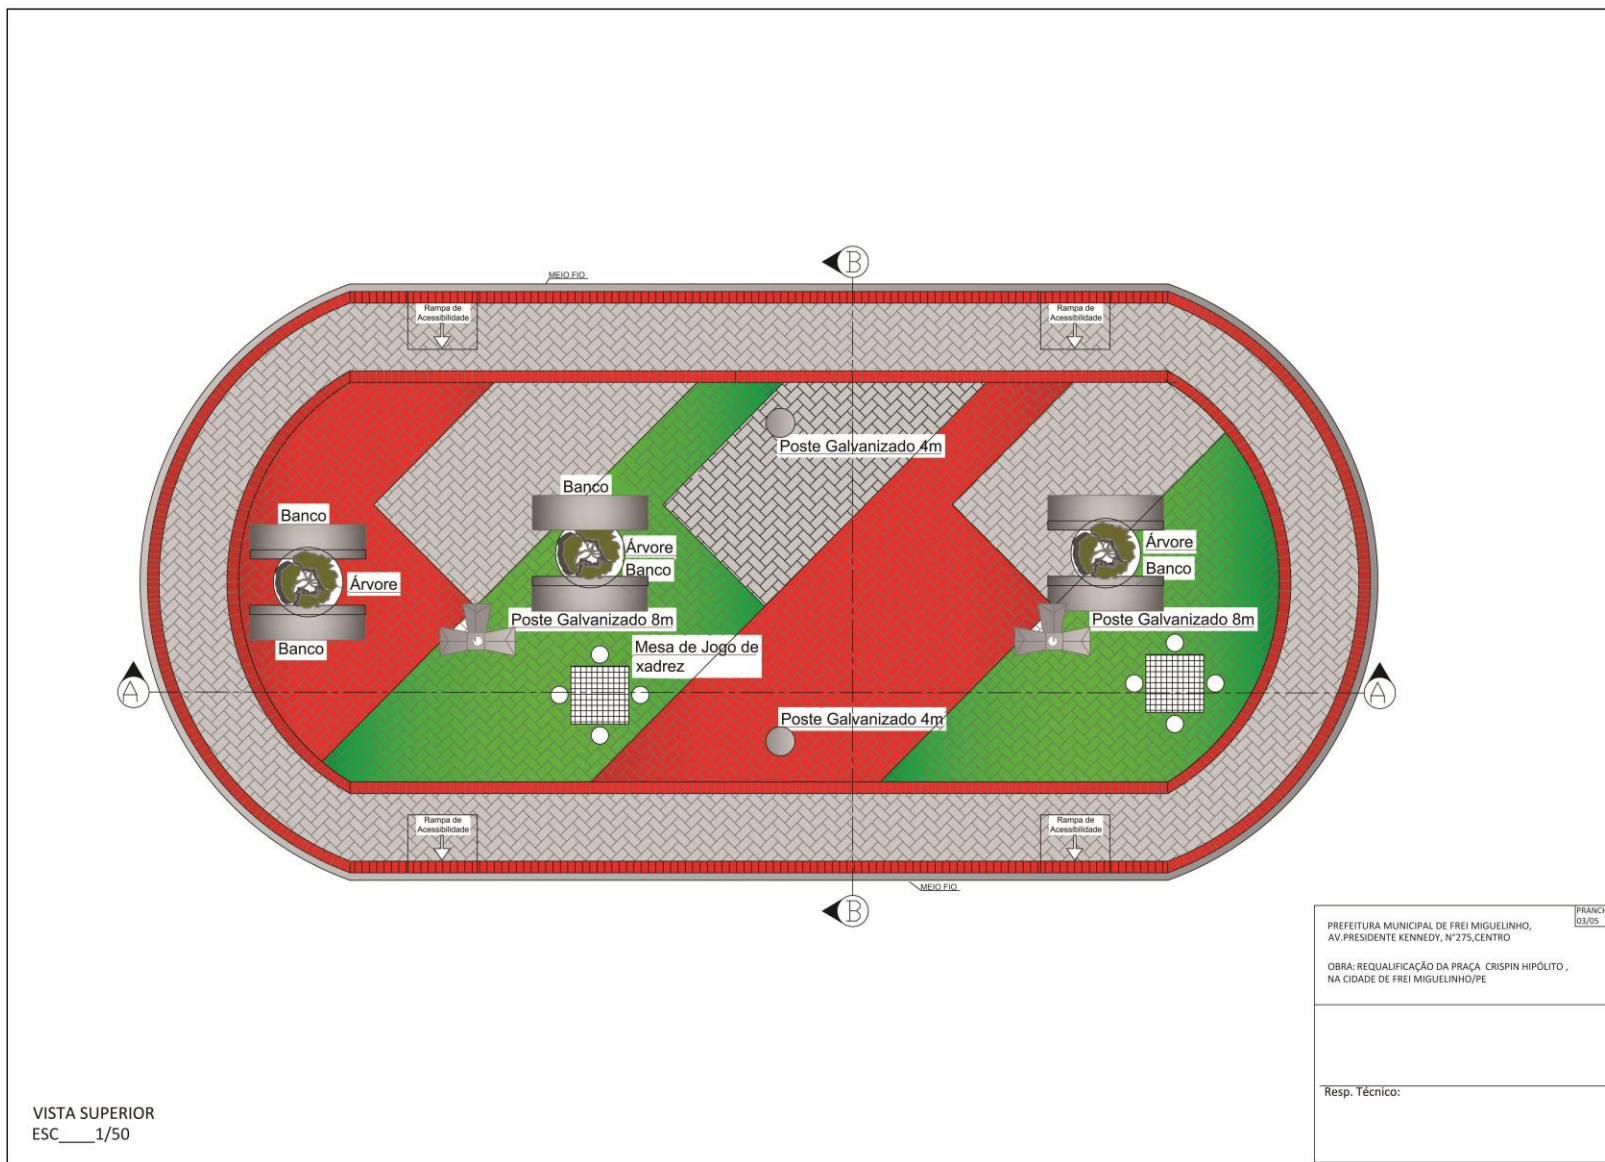 B
MEIO FIO
Rampa de
Acessibilidade
Rampa de
Acessibilidade
Poste Galvanizado 4m
Banco
Banco
Árvore
Banco
Árvore
Banco
Árvore
Banco
Poste Galvanizado 8m
Poste Galvanizado 8m
Mesa de Jogo de
xadrez
A
A
Poste Galvanizado 4m
Rampa de
Acessibilidade
Rampa de
Acessibilidade
MEIO FIO
B
PRANCH
03/05
PREFEITURA MUNICIPAL DE FREI MIGUELINHO,
AV.PRESIDENTE KENNEDY, N°275,CENTRO
OBRA: REQUALIFICAÇÃO DA PRAÇA CRISPIN HIPÓLITO ,
NA CIDADE DE FREI MIGUELINHO/PE
Resp. Técnico:
VISTA SUPERIOR
ESC____1/50